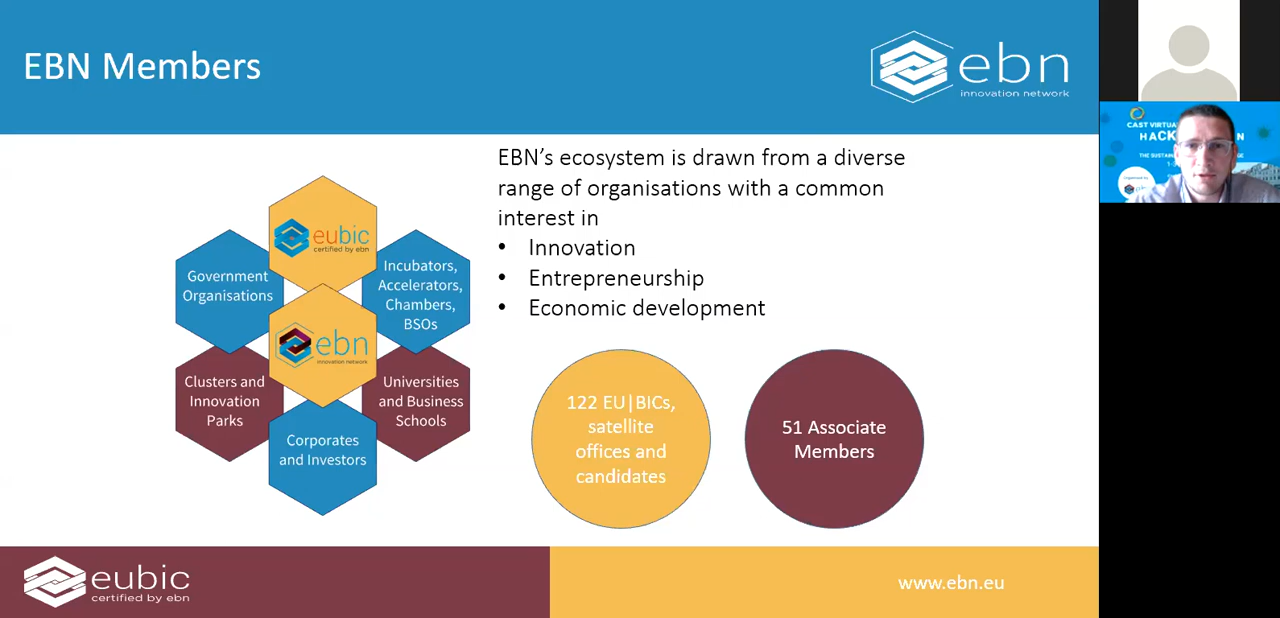 EBN Members
ebn
innovation network
EBN’s ecosystem is drawn from a diverse
range of organisations with a common
interest in
• Innovation
• Entrepreneurship
• Economic development
eubic
certified by ebn
Government
Organisations
Incubators,
Accelerators,
Chambers,
BSOs
ebn
innovation network
Clusters and
Innovation
Parks
Universities
and Business
Schools
Corporates
and Investors
122 EU|BICs,
satellite
offices and
candidates
51 Associate
Members
eubic
certified by ebn
www.ebn.eu
CAST VIRTUA
HACK
N